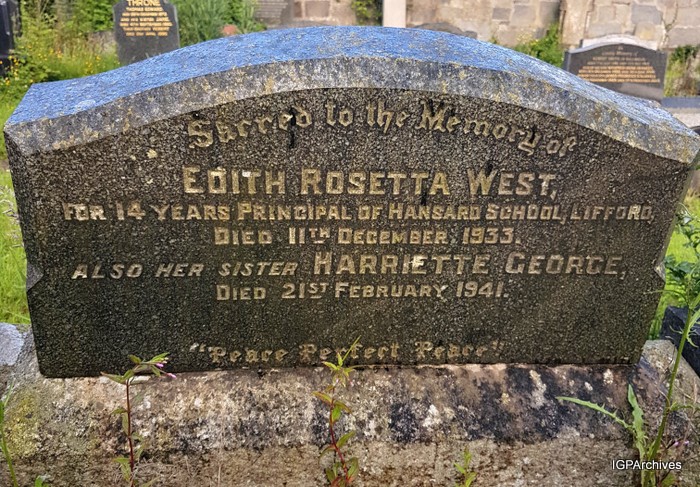 THRONE
Sacred to the Memory of
EDITH ROSETTA WEST,
FOR 14 YEARS PRINCIPAL OF HANSARD SCHOOL, LIFFORD,
DIED 11TH DECEMBER, 1933.
ALSO HER SISTER HARRIETTE GEORGE,
DIED 21ST FEBRUARY 1941.
"Peace Perfect Peace"
IGPArchives